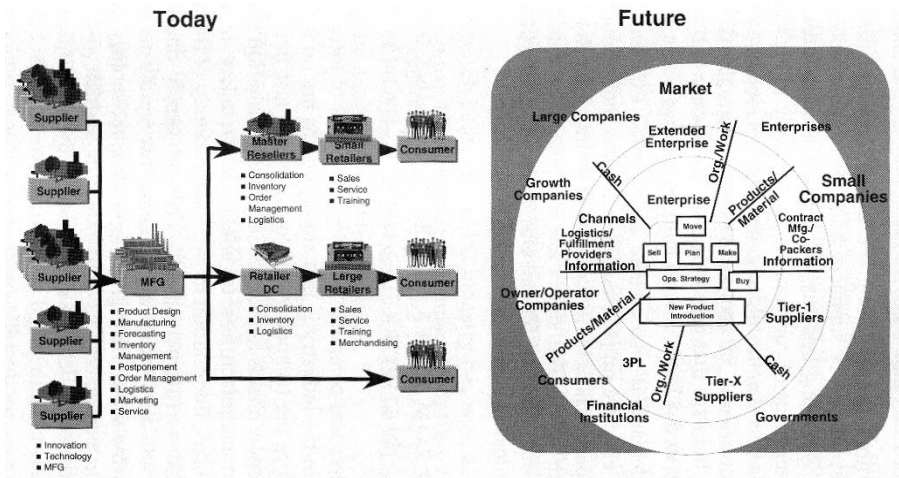 Today
Supplier
Supplier
Supplier
Supplier
Supplier
■ Innovation
■ Technology
■ MFG
MFG
■ Product Design
■ Manufacturing
■ Forecasting
■ Inventory
Management
■ Postponement
■ Order Management
■ Logistics
■ Marketing
■ Service
Master
Resellers
■ Consolidation
■ Inventory
■ Order
Management
■ Logistics
Small
Retailers
■ Sales
■ Service
■ Training
Consumer
Retailer
DC
■ Consolidation
■ Inventory
■ Logistics
Large
Retailers
■ Sales
■ Service
■ Training
■ Merchandising
Consumer
Consumer
Future
Market
Large Companies
Extended
Enterprise
Org./Work
Enterprises
Cash
Products/
Material
Growth
Companies
Enterprise
Small
Companies
Channels
Move
Logistics/
Fulfillment
Providers
Information
Sell
Plan
Make
Contract
Mfg./
Co-
Packers
Information
Ops. Strategy
Buy
Owner/Operator
Companies
New Product
Introduction
Tier-1
Suppliers
Products/Material
3PL
Org./Work
Cash
Consumers
Tier-X
Suppliers
Financial
Institutions
Governments